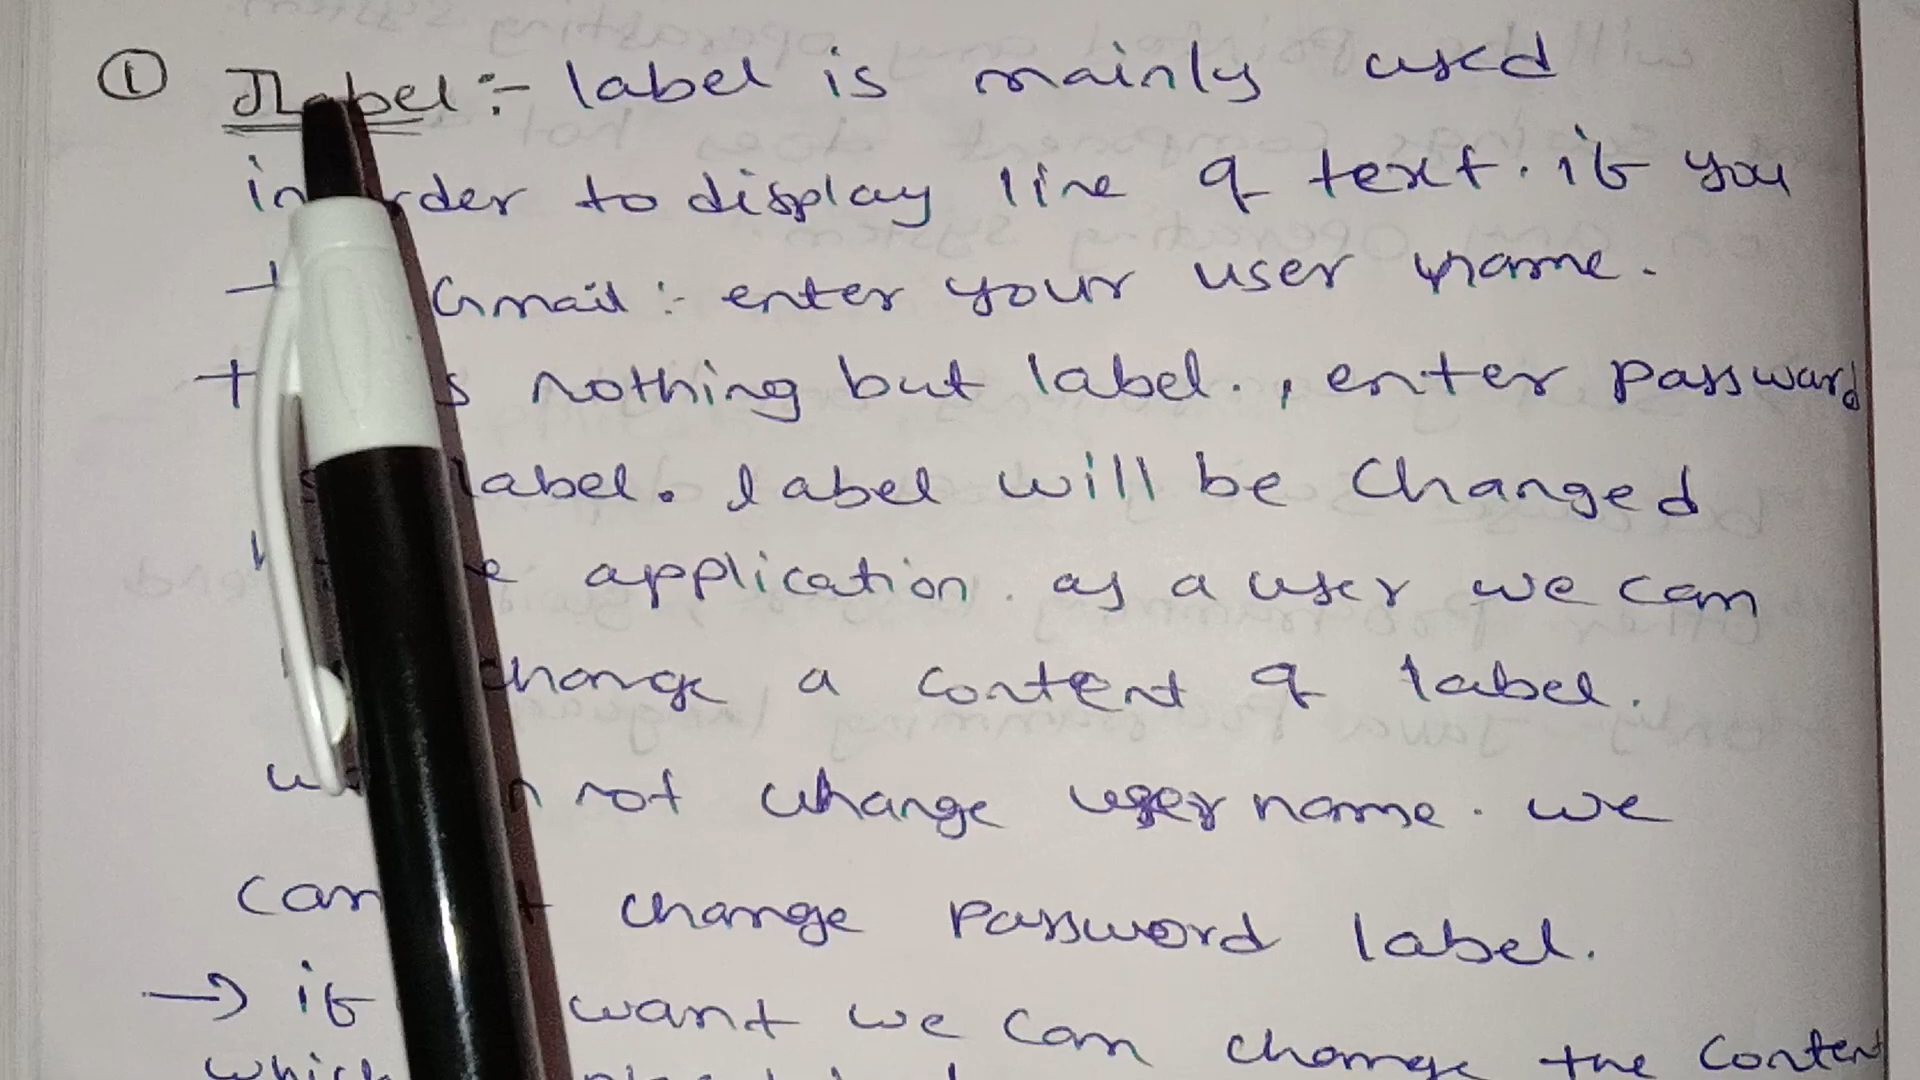 ① JLabel :- label is mainly used
in order to display line of text. if you
Gmail :- enter your user name.
s nothing but label. , enter password
label. label will be changed
application. as a user we can
change a content of label.
not change user name. we
can change password label.
→ if want we can change the content
which